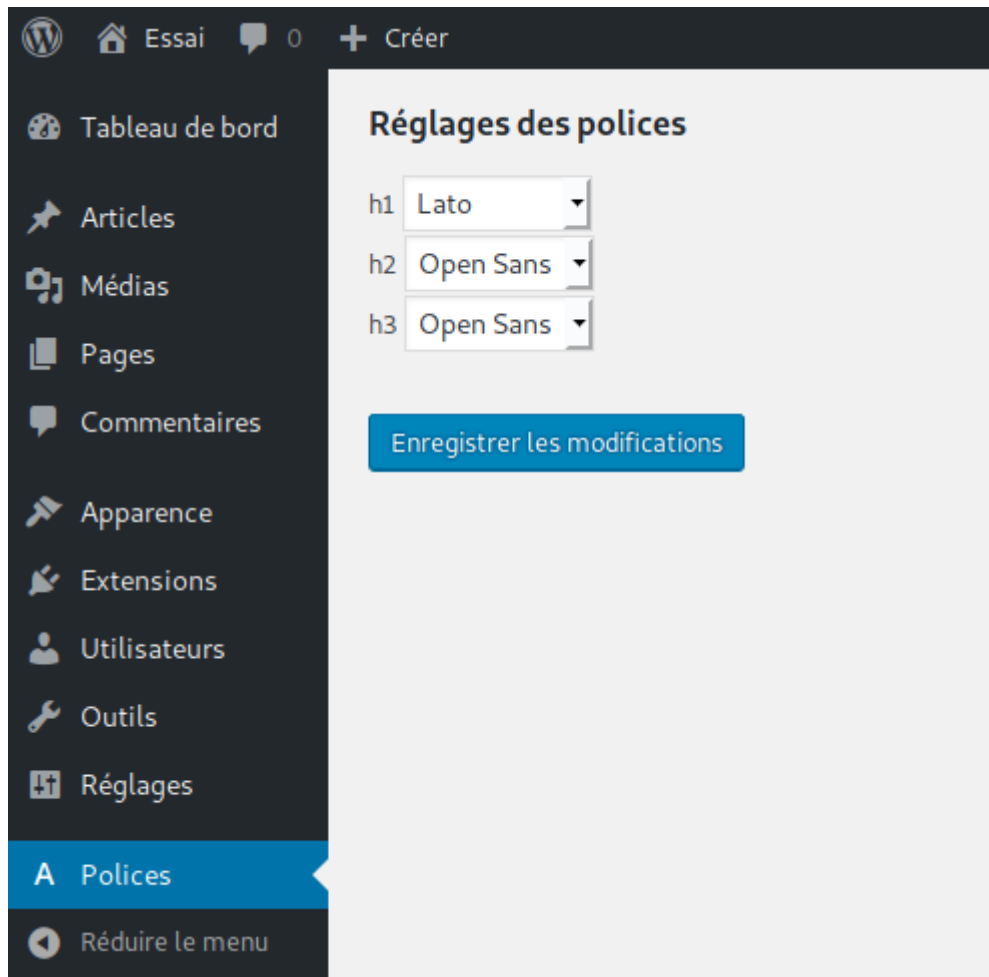 Essai 0 Créer
Tableau de bord
Articles
Médias
Pages
Commentaires
Apparence
Extensions
Utilisateurs
Outils
Réglages
A Polices
Réduire le menu
Réglages des polices
h1 Lato
h2 Open Sans
h3 Open Sans
Enregistrer les modifications